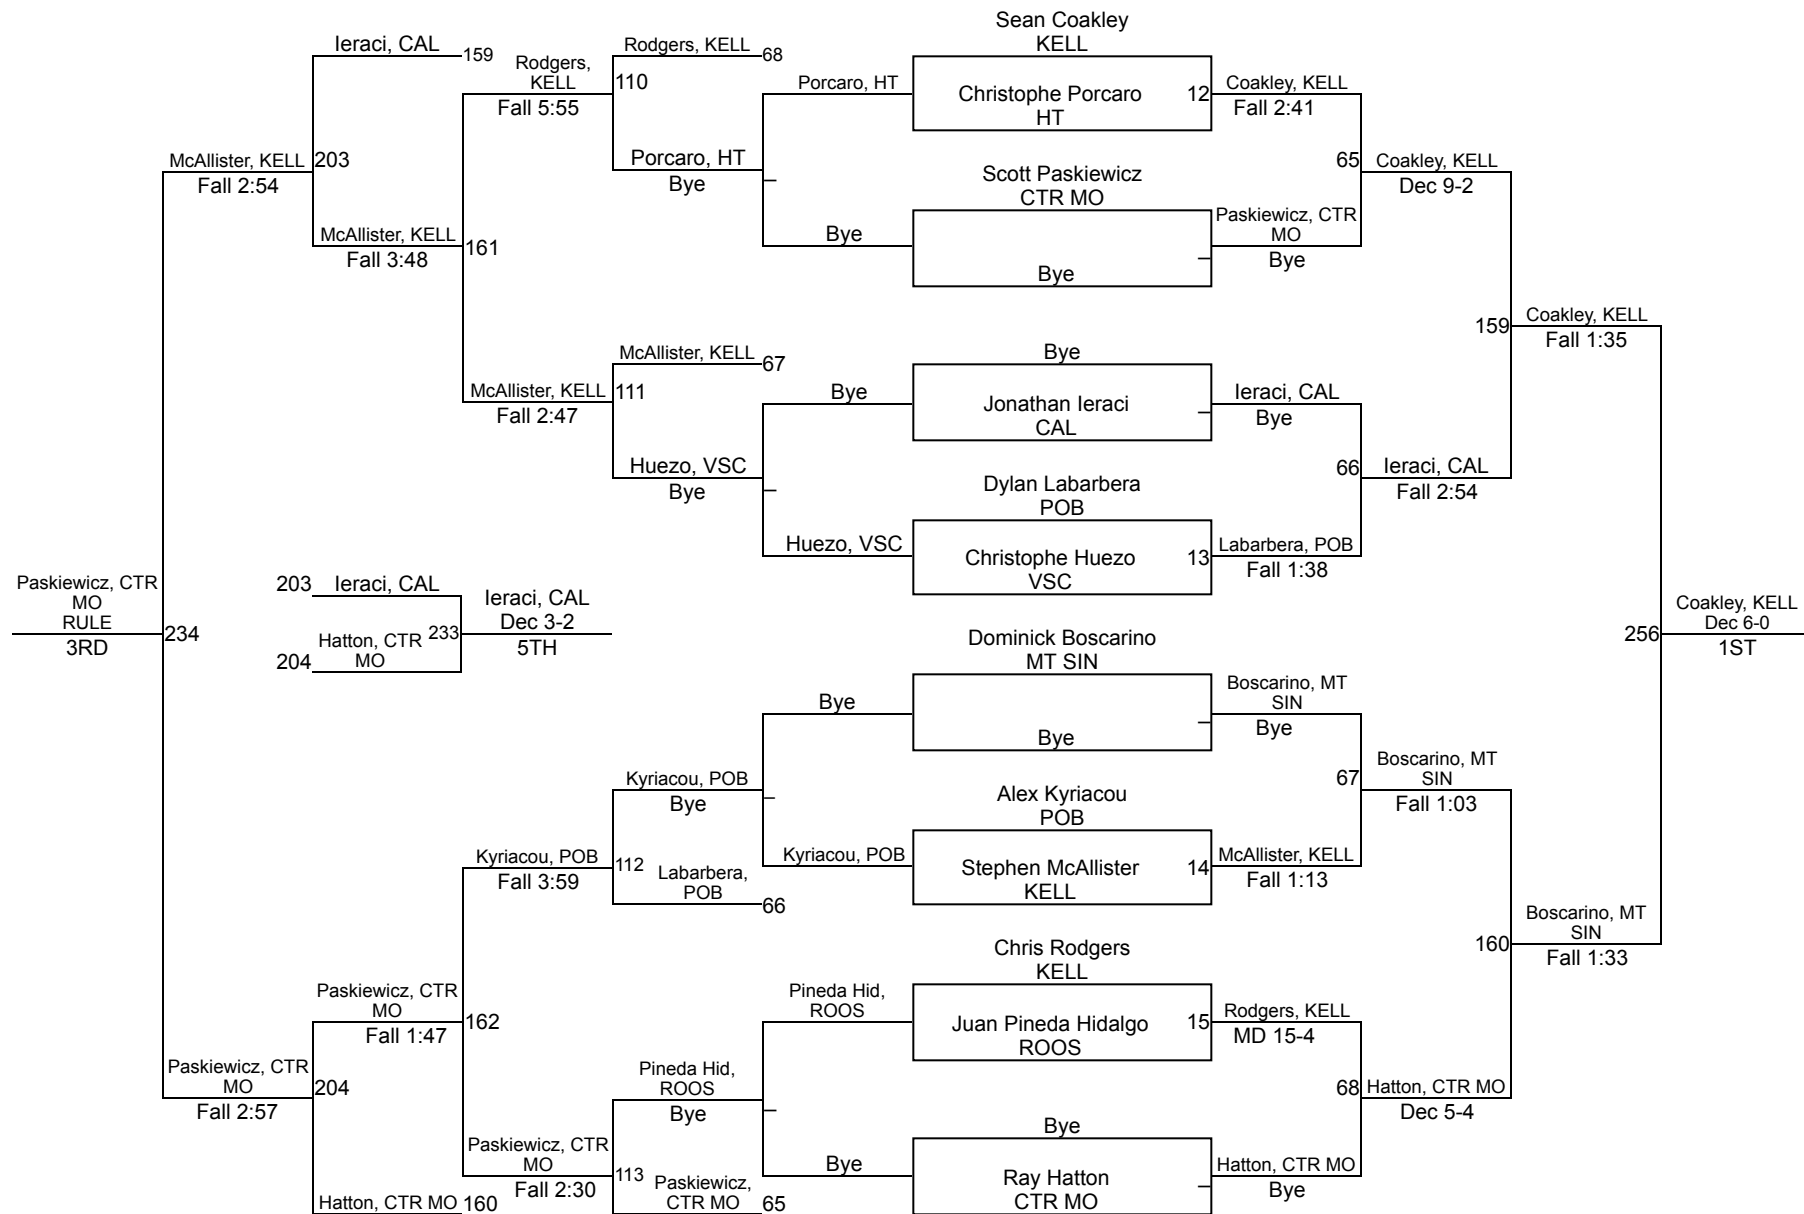 Sean Coakley
KELL
Ieraci, CAL
159
Rodgers, KELL
68
Rodgers,
KELL
110
Fall 5:55
Porcaro, HT
Christophe Porcaro
HT
12
Coakley, KELL
Fall 2:41
McAllister, KELL
203
Fall 2:54
Porcaro, HT
Bye
Scott Paskiewicz
CTR MO
65
Coakley, KELL
Dec 9-2
McAllister, KELL
161
Fall 3:48
Bye
Bye
Paskiewicz, CTR
MO
Bye
159
Coakley, KELL
Fall 1:35
McAllister, KELL
67
Bye
McAllister, KELL
111
Fall 2:47
Bye
Jonathan Ieraci
CAL
Ieraci, CAL
Bye
Huezo, VSC
Bye
Dylan Labarbera
POB
66
Ieraci, CAL
Fall 2:54
Huezo, VSC
Christophe Huezo
VSC
13
Labarbera, POB
Fall 1:38
Paskiewicz, CTR
MO
RULE
3RD
234
203
Ieraci, CAL
204
Hatton, CTR
MO
233
Ieraci, CAL
Dec 3-2
5TH
Dominick Boscarino
MT SIN
256
Coakley, KELL
Dec 6-0
1ST
Bye
Bye
Boscarino, MT
SIN
Bye
Kyriacou, POB
Bye
Alex Kyriacou
POB
67
Boscarino, MT
SIN
Fall 1:03
Kyriacou, POB
Fall 3:59
112
Labarbera,
POB
66
Kyriacou, POB
Stephen McAllister
KELL
14
McAllister, KELL
Fall 1:13
Chris Rodgers
KELL
160
Boscarino, MT
SIN
Fall 1:33
Paskiewicz, CTR
MO
Fall 1:47
162
Pineda Hid,
ROOS
Juan Pineda Hidalgo
ROOS
15
Rodgers, KELL
MD 15-4
Paskiewicz, CTR
MO
Fall 2:57
204
Pineda Hid,
ROOS
Bye
Bye
68
Hatton, CTR MO
Dec 5-4
Paskiewicz, CTR
MO
Fall 2:30
113
Paskiewicz,
CTR MO
65
Bye
Ray Hatton
CTR MO
Hatton, CTR MO
Bye
Hatton, CTR MO
160